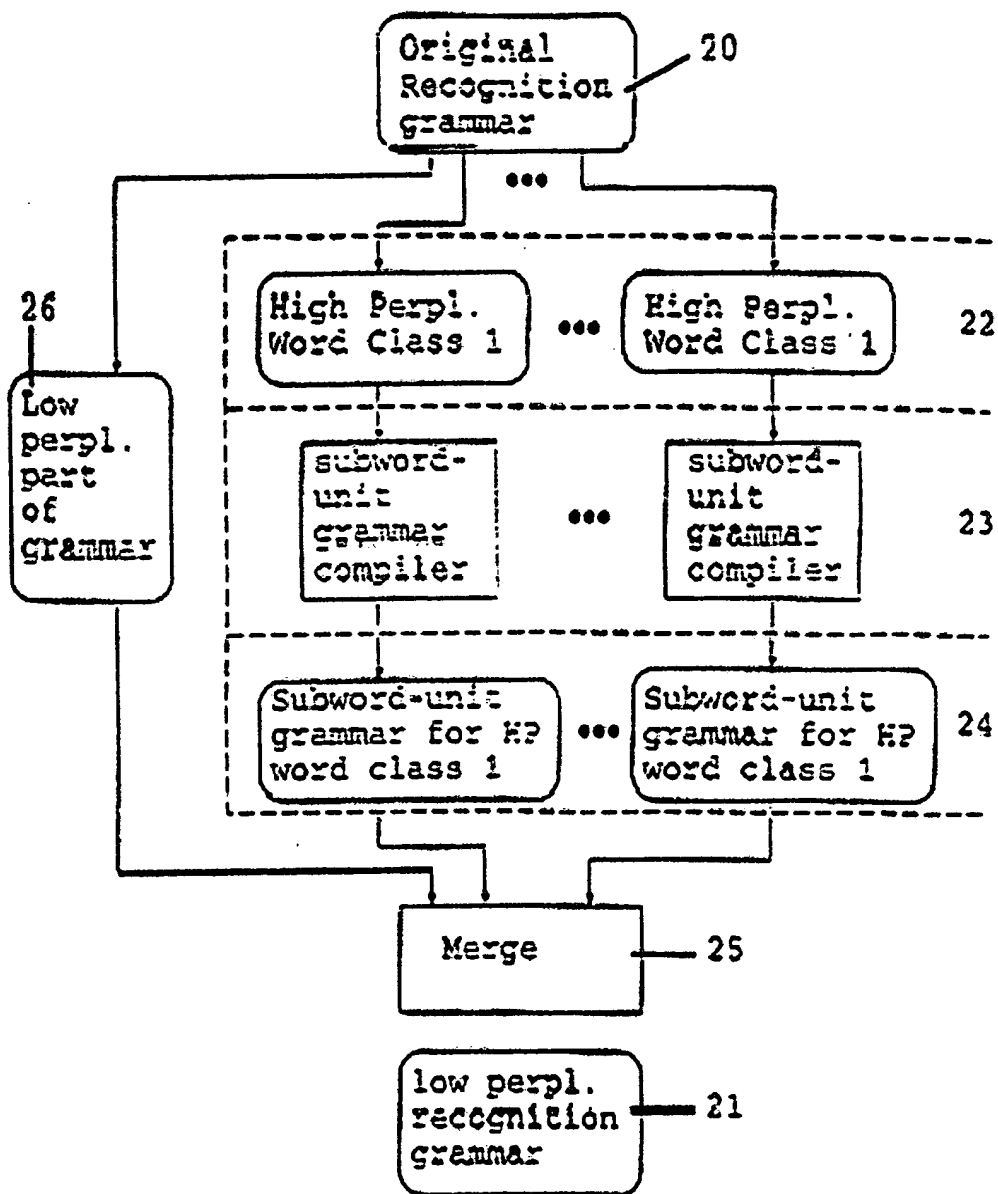 Original
Recognition
grammar
20
•••
26
High Perpl.
Word Class 1
•••
High Perpl.
Word Class 1
22
Low
perpl.
part
of
grammar
subword-
unit
grammar
compiler
•••
subword-
unit
grammar
compiler
23
Subword-unit
grammar for HP
word class 1
•••
Subword-unit
grammar for HP
word class 1
24
Merge
25
low perpl.
recognition
grammar
21